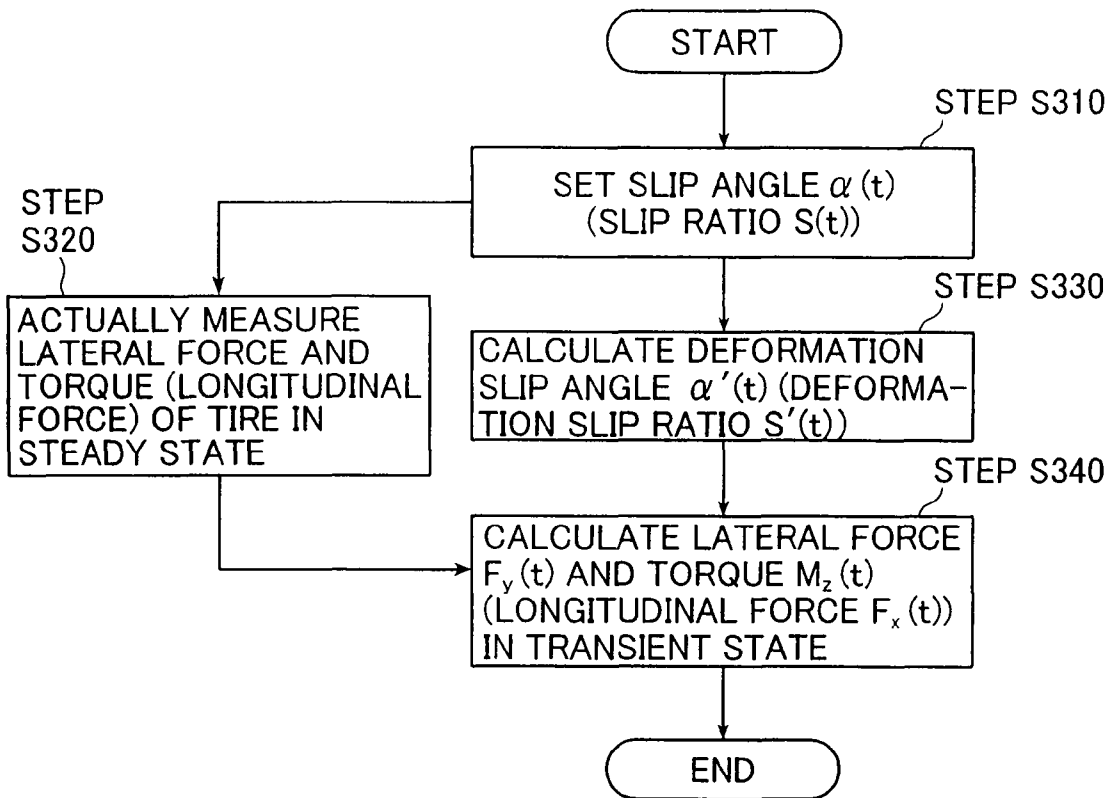 START
STEP S310
SET SLIP ANGLE α(t)
(SLIP RATIO S(t))
STEP
S320
ACTUALLY MEASURE
LATERAL FORCE AND
TORQUE (LONGITUDINAL
FORCE) OF TIRE IN
STEADY STATE
STEP S330
CALCULATE DEFORMATION
SLIP ANGLE α′(t) (DEFORMA-
TION SLIP RATIO S′(t))
STEP S340
CALCULATE LATERAL FORCE
Fy(t) AND TORQUE Mz(t)
(LONGITUDINAL FORCE Fx(t))
IN TRANSIENT STATE
END